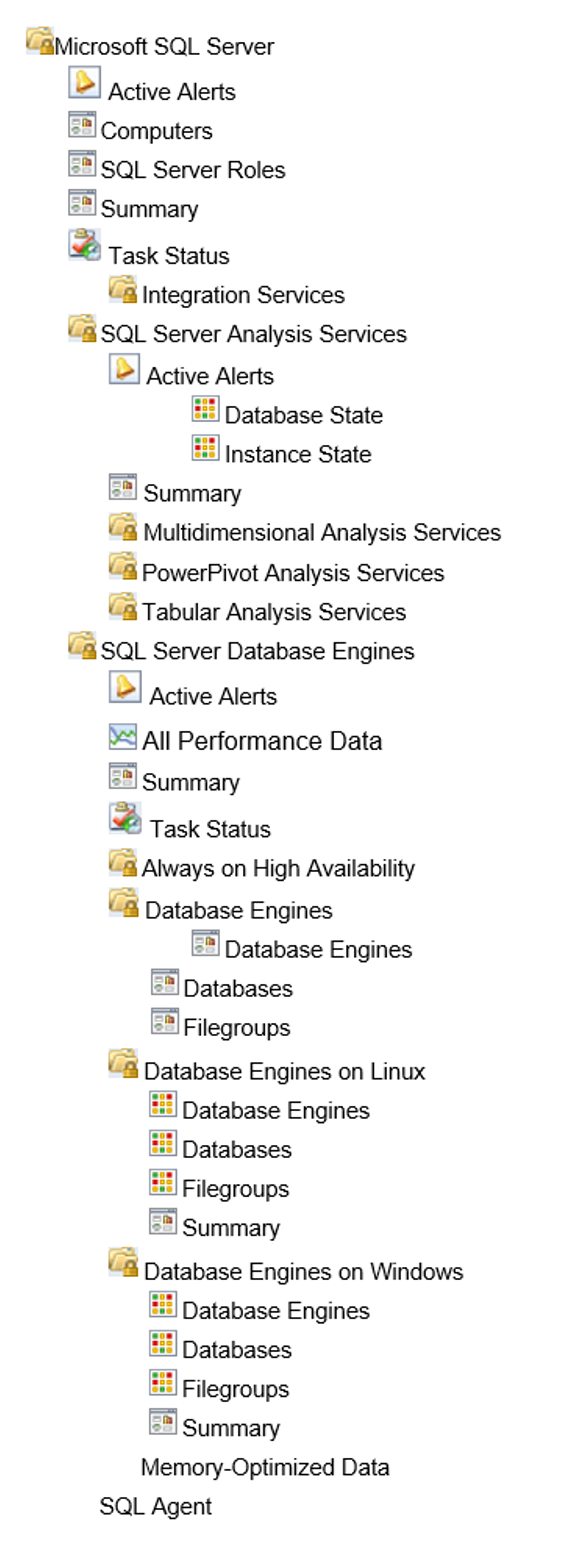 Microsoft SQL Server
Active Alerts
Computers
SQL Server Roles
Summary
Task Status
Integration Services
SQL Server Analysis Services
Active Alerts
Database State
Instance State
Summary
Multidimensional Analysis Services
PowerPivot Analysis Services
Tabular Analysis Services
SQL Server Database Engines
Active Alerts
All Performance Data
Summary
Task Status
Always on High Availability
Database Engines
Database Engines
Databases
Filegroups
Database Engines on Linux
Database Engines
Databases
Filegroups
Summary
Database Engines on Windows
Database Engines
Databases
Filegroups
Summary
Memory-Optimized Data
SQL Agent